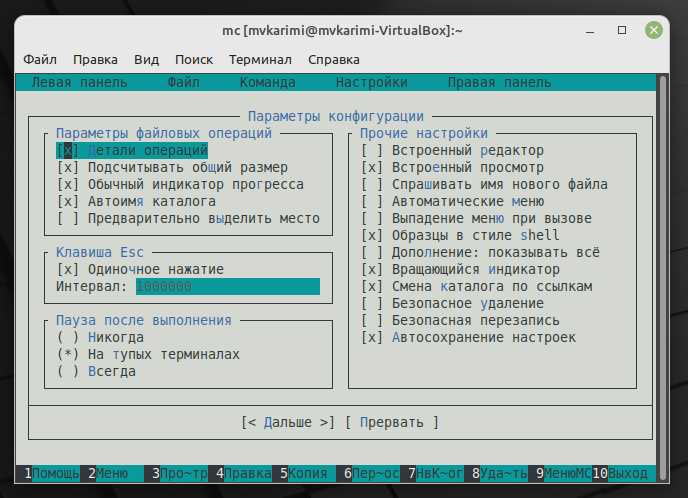 mc [mvkarimi@mvkarimi-VirtualBox]:~
Файл Правка Вид Поиск Терминал Справка
Левая панель Файл Команда Настройки Правая панель
Параметры конфигурации
Параметры файловых операций
[x] Детали операций
[x] Подсчитывать общий размер
[x] Обычный индикатор прогресса
[x] Автоимя каталога
[ ] Предварительно выделить место
Клавиша Esc
[x] Одиночное нажатие
Интервал: 1000000
Пауза после выполнения
( ) Никогда
(*) На тупых терминалах
( ) Всегда
Прочие настройки
[ ] Встроенный редактор
[x] Встроенный просмотр
[ ] Спрашивать имя нового файла
[ ] Автоматические меню
[ ] Выпадение меню при вызове
[x] Образцы в стиле shell
[ ] Дополнение: показывать всё
[x] Вращающийся индикатор
[x] Смена каталога по ссылкам
[ ] Безопасное удаление
[ ] Безопасная перезапись
[x] Автосохранение настроек
[< Дальше >] [ Прервать ]
1Помощь 2Меню 3Про~тр 4Правка 5Копия 6Пер~ос 7НвК~ог 8Уда~ть 9МенюMC 10Выход